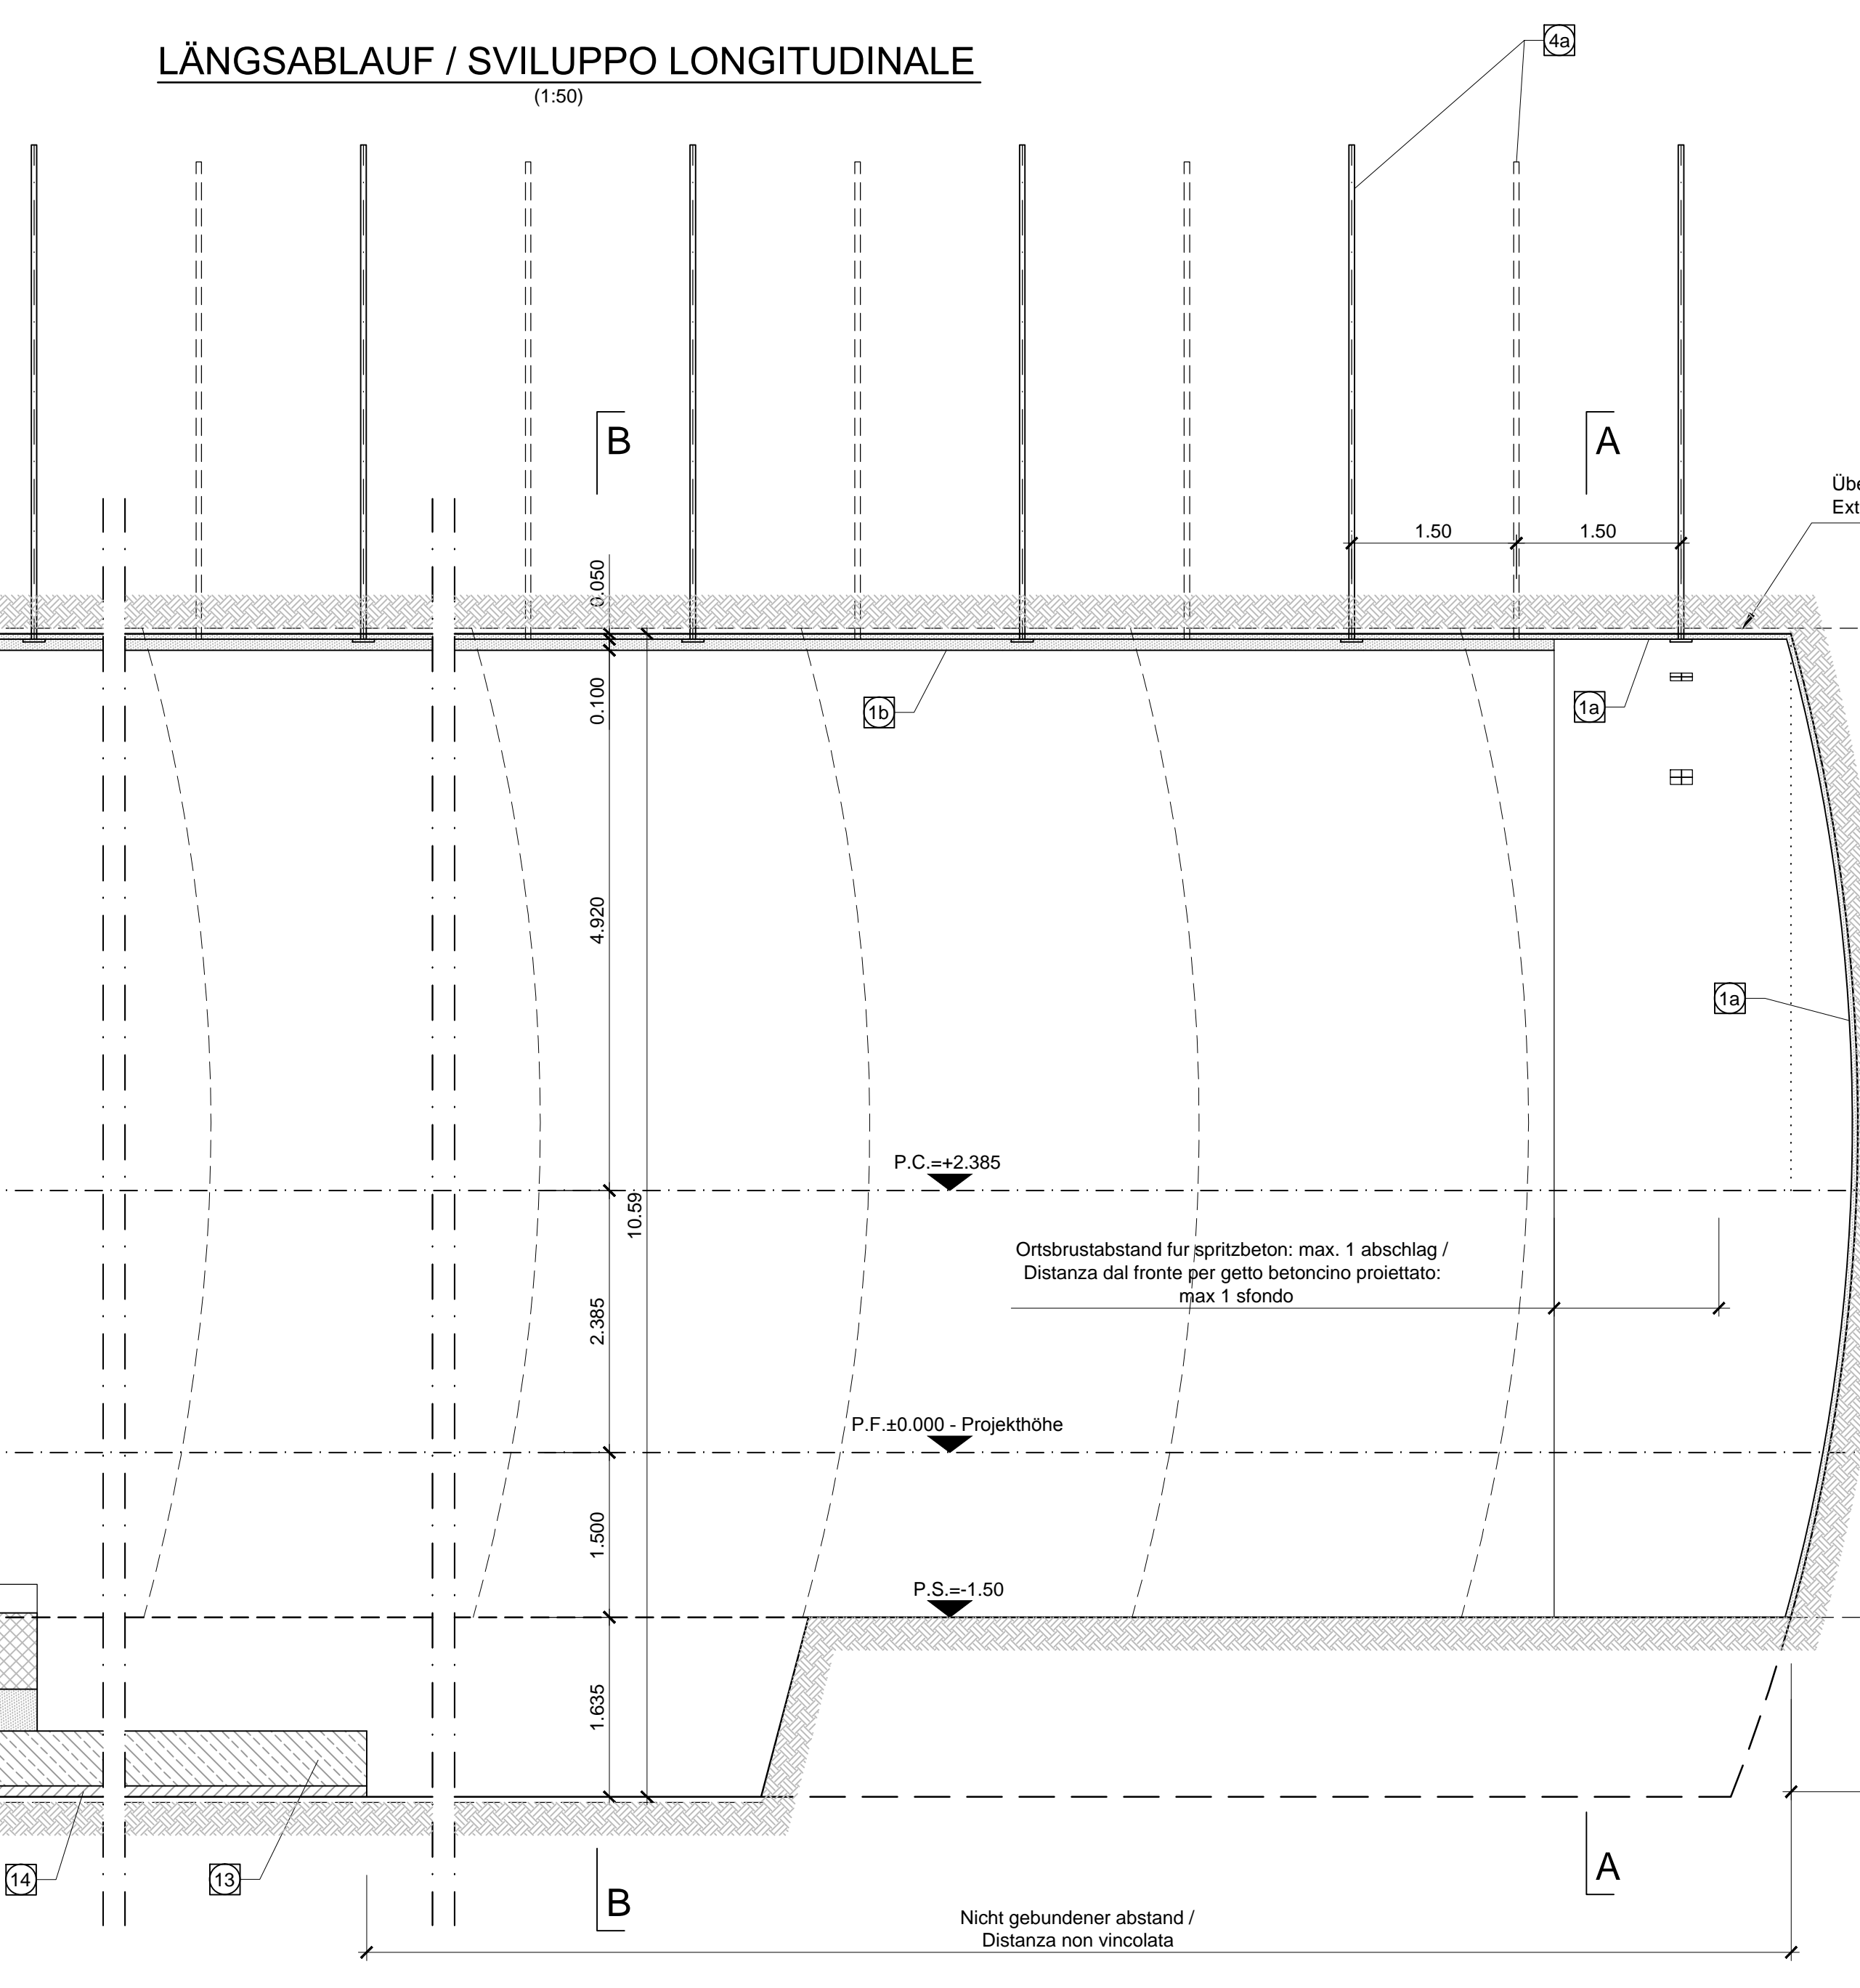 LÄNGSABLAUF / SVILUPPO LONGITUDINALE
(1:50)
4a
B
A
Übe
Ext
1.50
1.50
0.050
0.100
1b
1a
4.920
1a
P.C.=+2.385
10.59
Ortsbrustabstand fur spritzbeton: max. 1 abschlag /
Distanza dal fronte per getto betoncino proiettato:
max 1 sfondo
2.385
P.F.±0.000 - Projekthöhe
1.500
P.S.=-1.50
1.635
14
13
B
A
Nicht gebundener abstand /
Distanza non vincolata